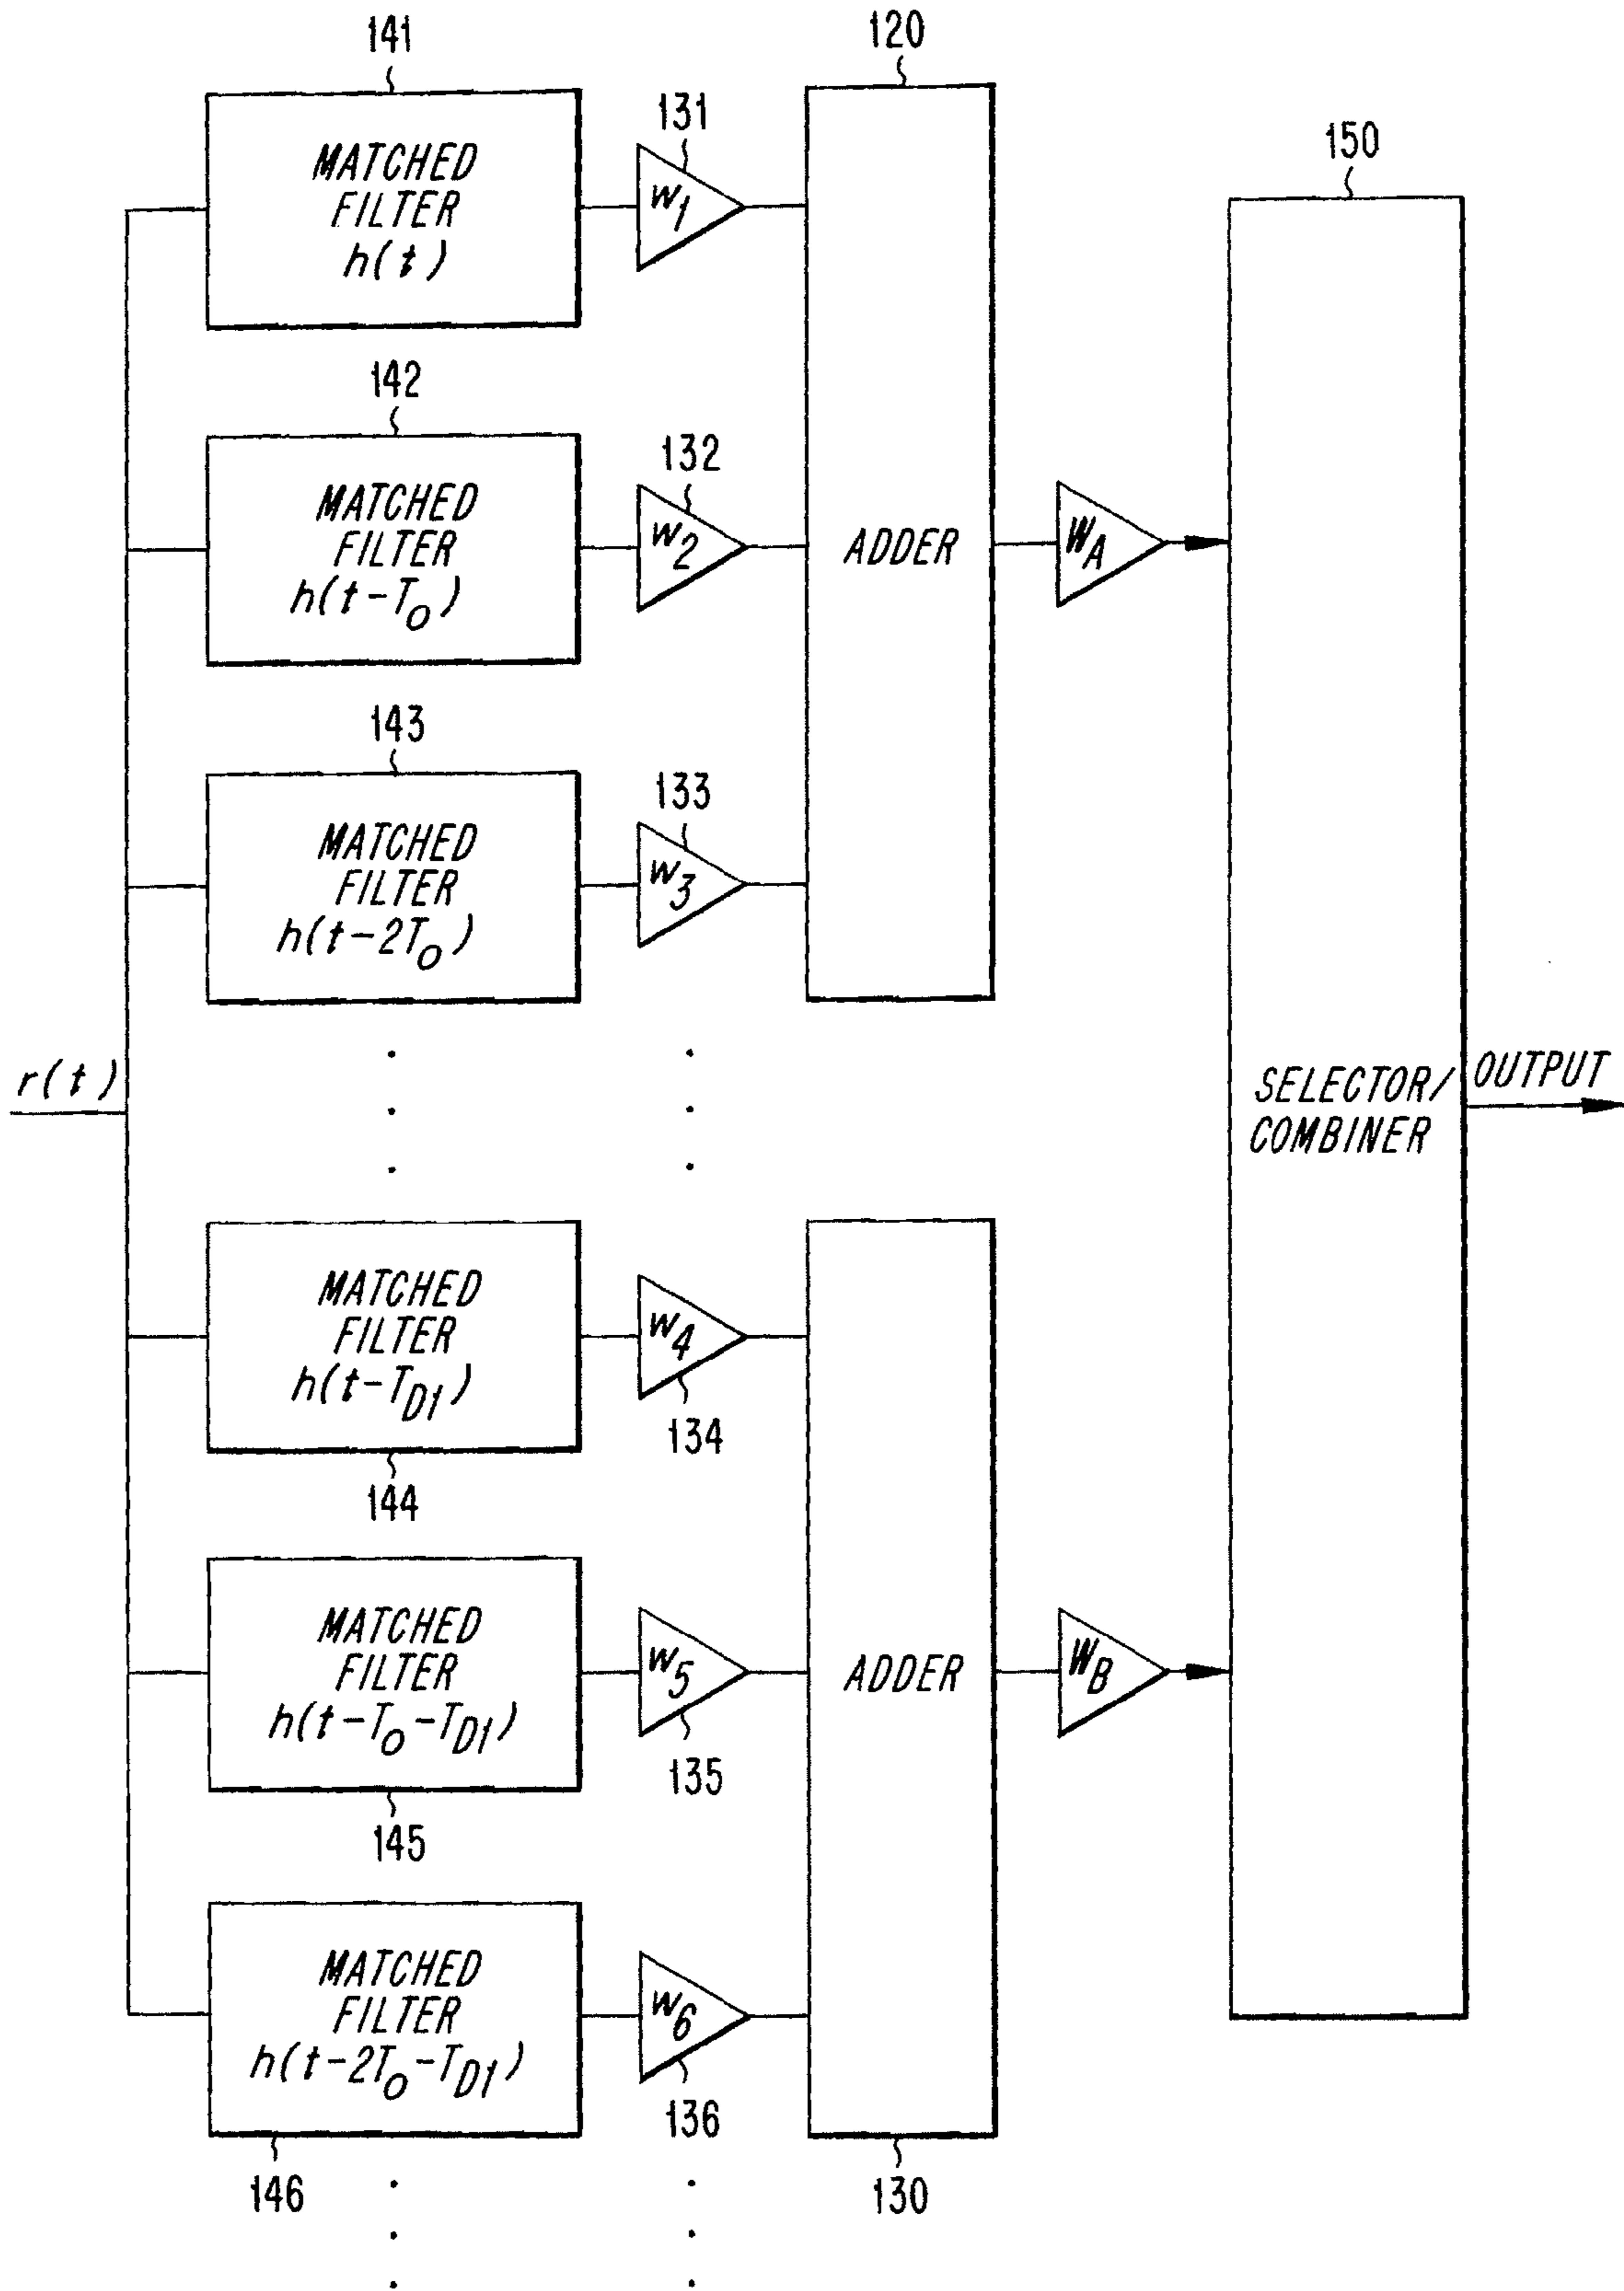 141
MATCHED
FILTER
h(t)
131
w1
120
150
142
MATCHED
FILTER
h(t-To)
132
w2
ADDER
WA
143
MATCHED
FILTER
h(t-2To)
133
w3
r(t)
SELECTOR/
COMBINER
OUTPUT
MATCHED
FILTER
h(t-TD1)
144
w4
134
MATCHED
FILTER
h(t-To-TD1)
145
w5
135
ADDER
WB
MATCHED
FILTER
h(t-2To-TD1)
146
w6
136
130